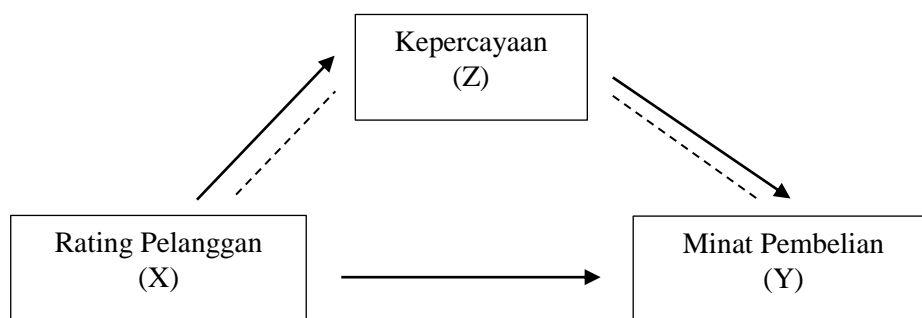 Kepercayaan
(Z)
Rating Pelanggan
(X)
Minat Pembelian
(Y)